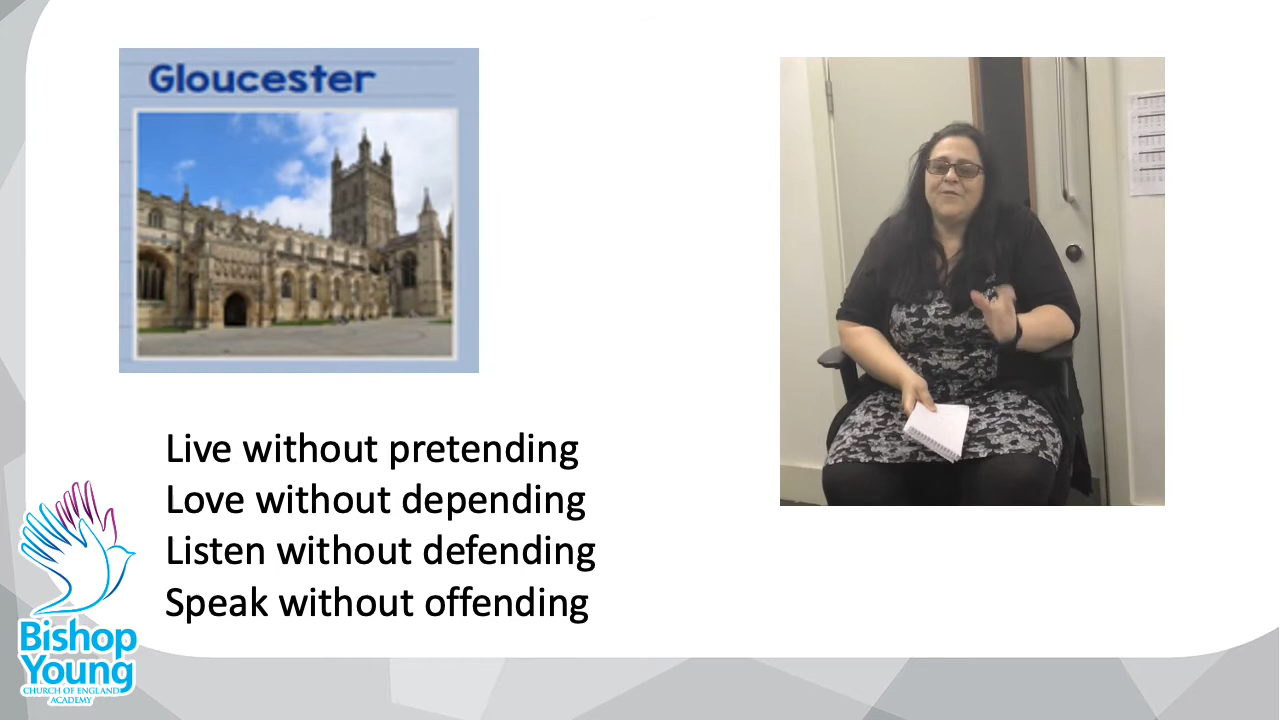 Gloucester
Live without pretending
Love without depending
Listen without defending
Speak without offending
Bishop
Young
CHURCH OF ENGLAND
ACADEMY